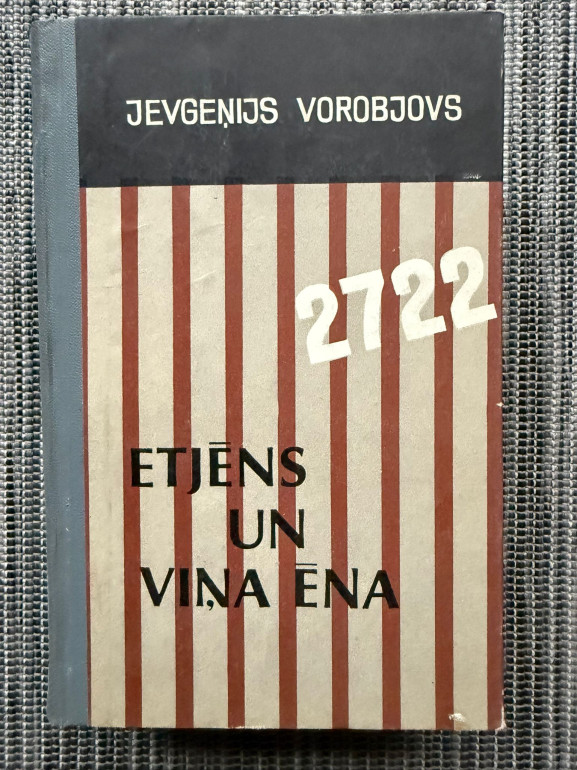 JEVGEŅIJS VOROBJOVS
2722
ETJĒNS
UN
VIŅA ĒNA